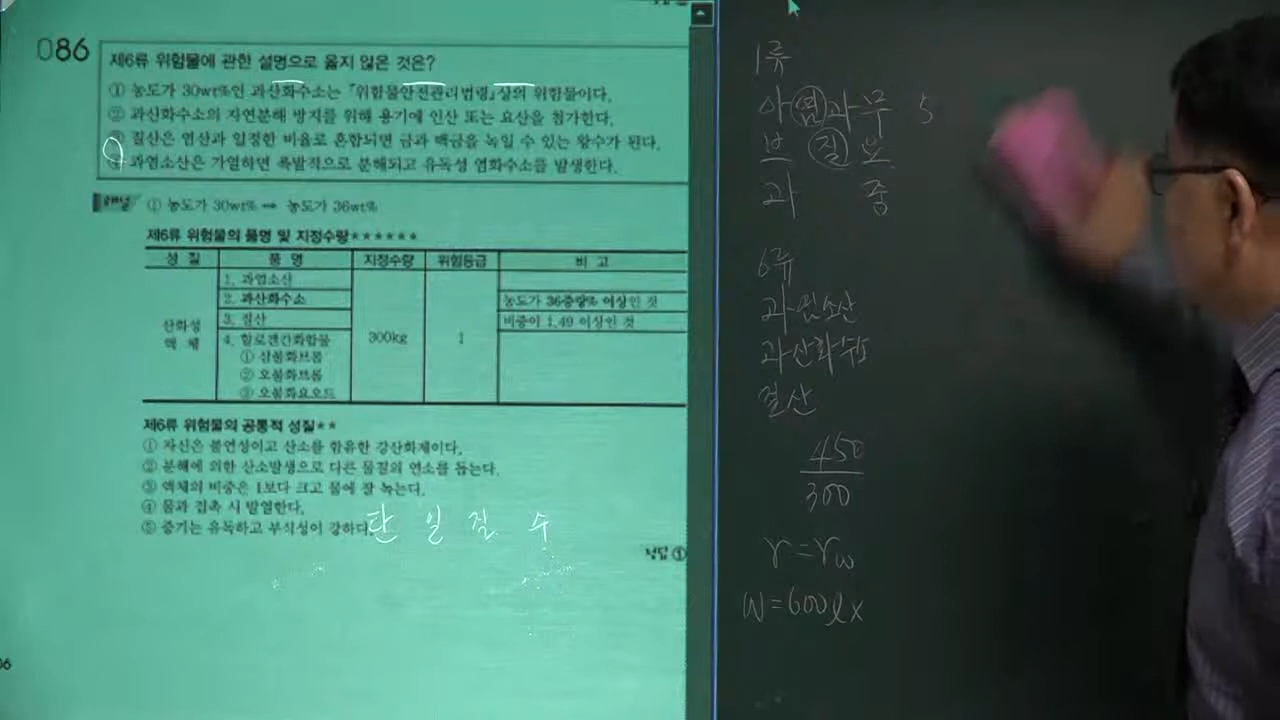 086
제6류 위험물에 관한 설명으로 옳지 않은 것은?
① 농도가 30wt%인 과산화수소는 「위험물안전관리법령」상의 위험물이다.
② 과산화수소의 자연분해 방지를 위해 용기에 인산 또는 요산을 첨가한다.
③ 질산은 염산과 일정한 비율로 혼합되면 금과 백금을 녹일 수 있는 왕수가 된다.
④ 과염소산은 가열하면 폭발적으로 분해되고 유독성 염화수소를 발생한다.
해설 ① 농도가 30wt% ⇒ 농도가 36wt%
제6류 위험물의 품명 및 지정수량★★★★★★
성 질 품 명 지정수량 위험등급 비 고
산화성 액 체
1. 과염소산
2. 과산화수소 농도가 36중량% 이상인 것
3. 질산 비중이 1.49 이상인 것
4. 할로겐간화합물
① 삼불화브롬
② 오불화브롬
③ 오불화요오드
300kg 1
제6류 위험물의 공통적 성질★★
① 자신은 불연성이고 산소를 함유한 강산화제이다.
② 분해에 의한 산소발생으로 다른 물질의 연소를 돕는다.
③ 액체의 비중은 1보다 크고 물에 잘 녹는다.
④ 물과 접촉 시 발열한다.
⑤ 증기는 유독하고 부식성이 강하다.
탄 일 질 수
정답 ①
1류
아 염 과 무 5
브 질 요
과 중
6류
과염소산
과산화수소
질산
450
300
r=rw
W=600l x